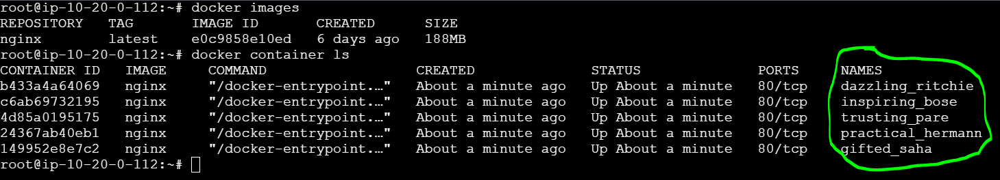 root@ip-10-20-0-112:~# docker images
REPOSITORY   TAG       IMAGE ID       CREATED      SIZE
nginx        latest    e0c9858e10ed   6 days ago   188MB
root@ip-10-20-0-112:~# docker container ls
CONTAINER ID   IMAGE     COMMAND                  CREATED              STATUS              PORTS     NAMES
b433a4a64069   nginx     "/docker-entrypoint.…"   About a minute ago   Up About a minute   80/tcp    dazzling_ritchie
c6ab69732195   nginx     "/docker-entrypoint.…"   About a minute ago   Up About a minute   80/tcp    inspiring_bose
4d85a0195175   nginx     "/docker-entrypoint.…"   About a minute ago   Up About a minute   80/tcp    trusting_pare
24367ab40eb1   nginx     "/docker-entrypoint.…"   About a minute ago   Up About a minute   80/tcp    practical_hermann
149952e8e7c2   nginx     "/docker-entrypoint.…"   About a minute ago   Up About a minute   80/tcp    gifted_saha
root@ip-10-20-0-112:~#